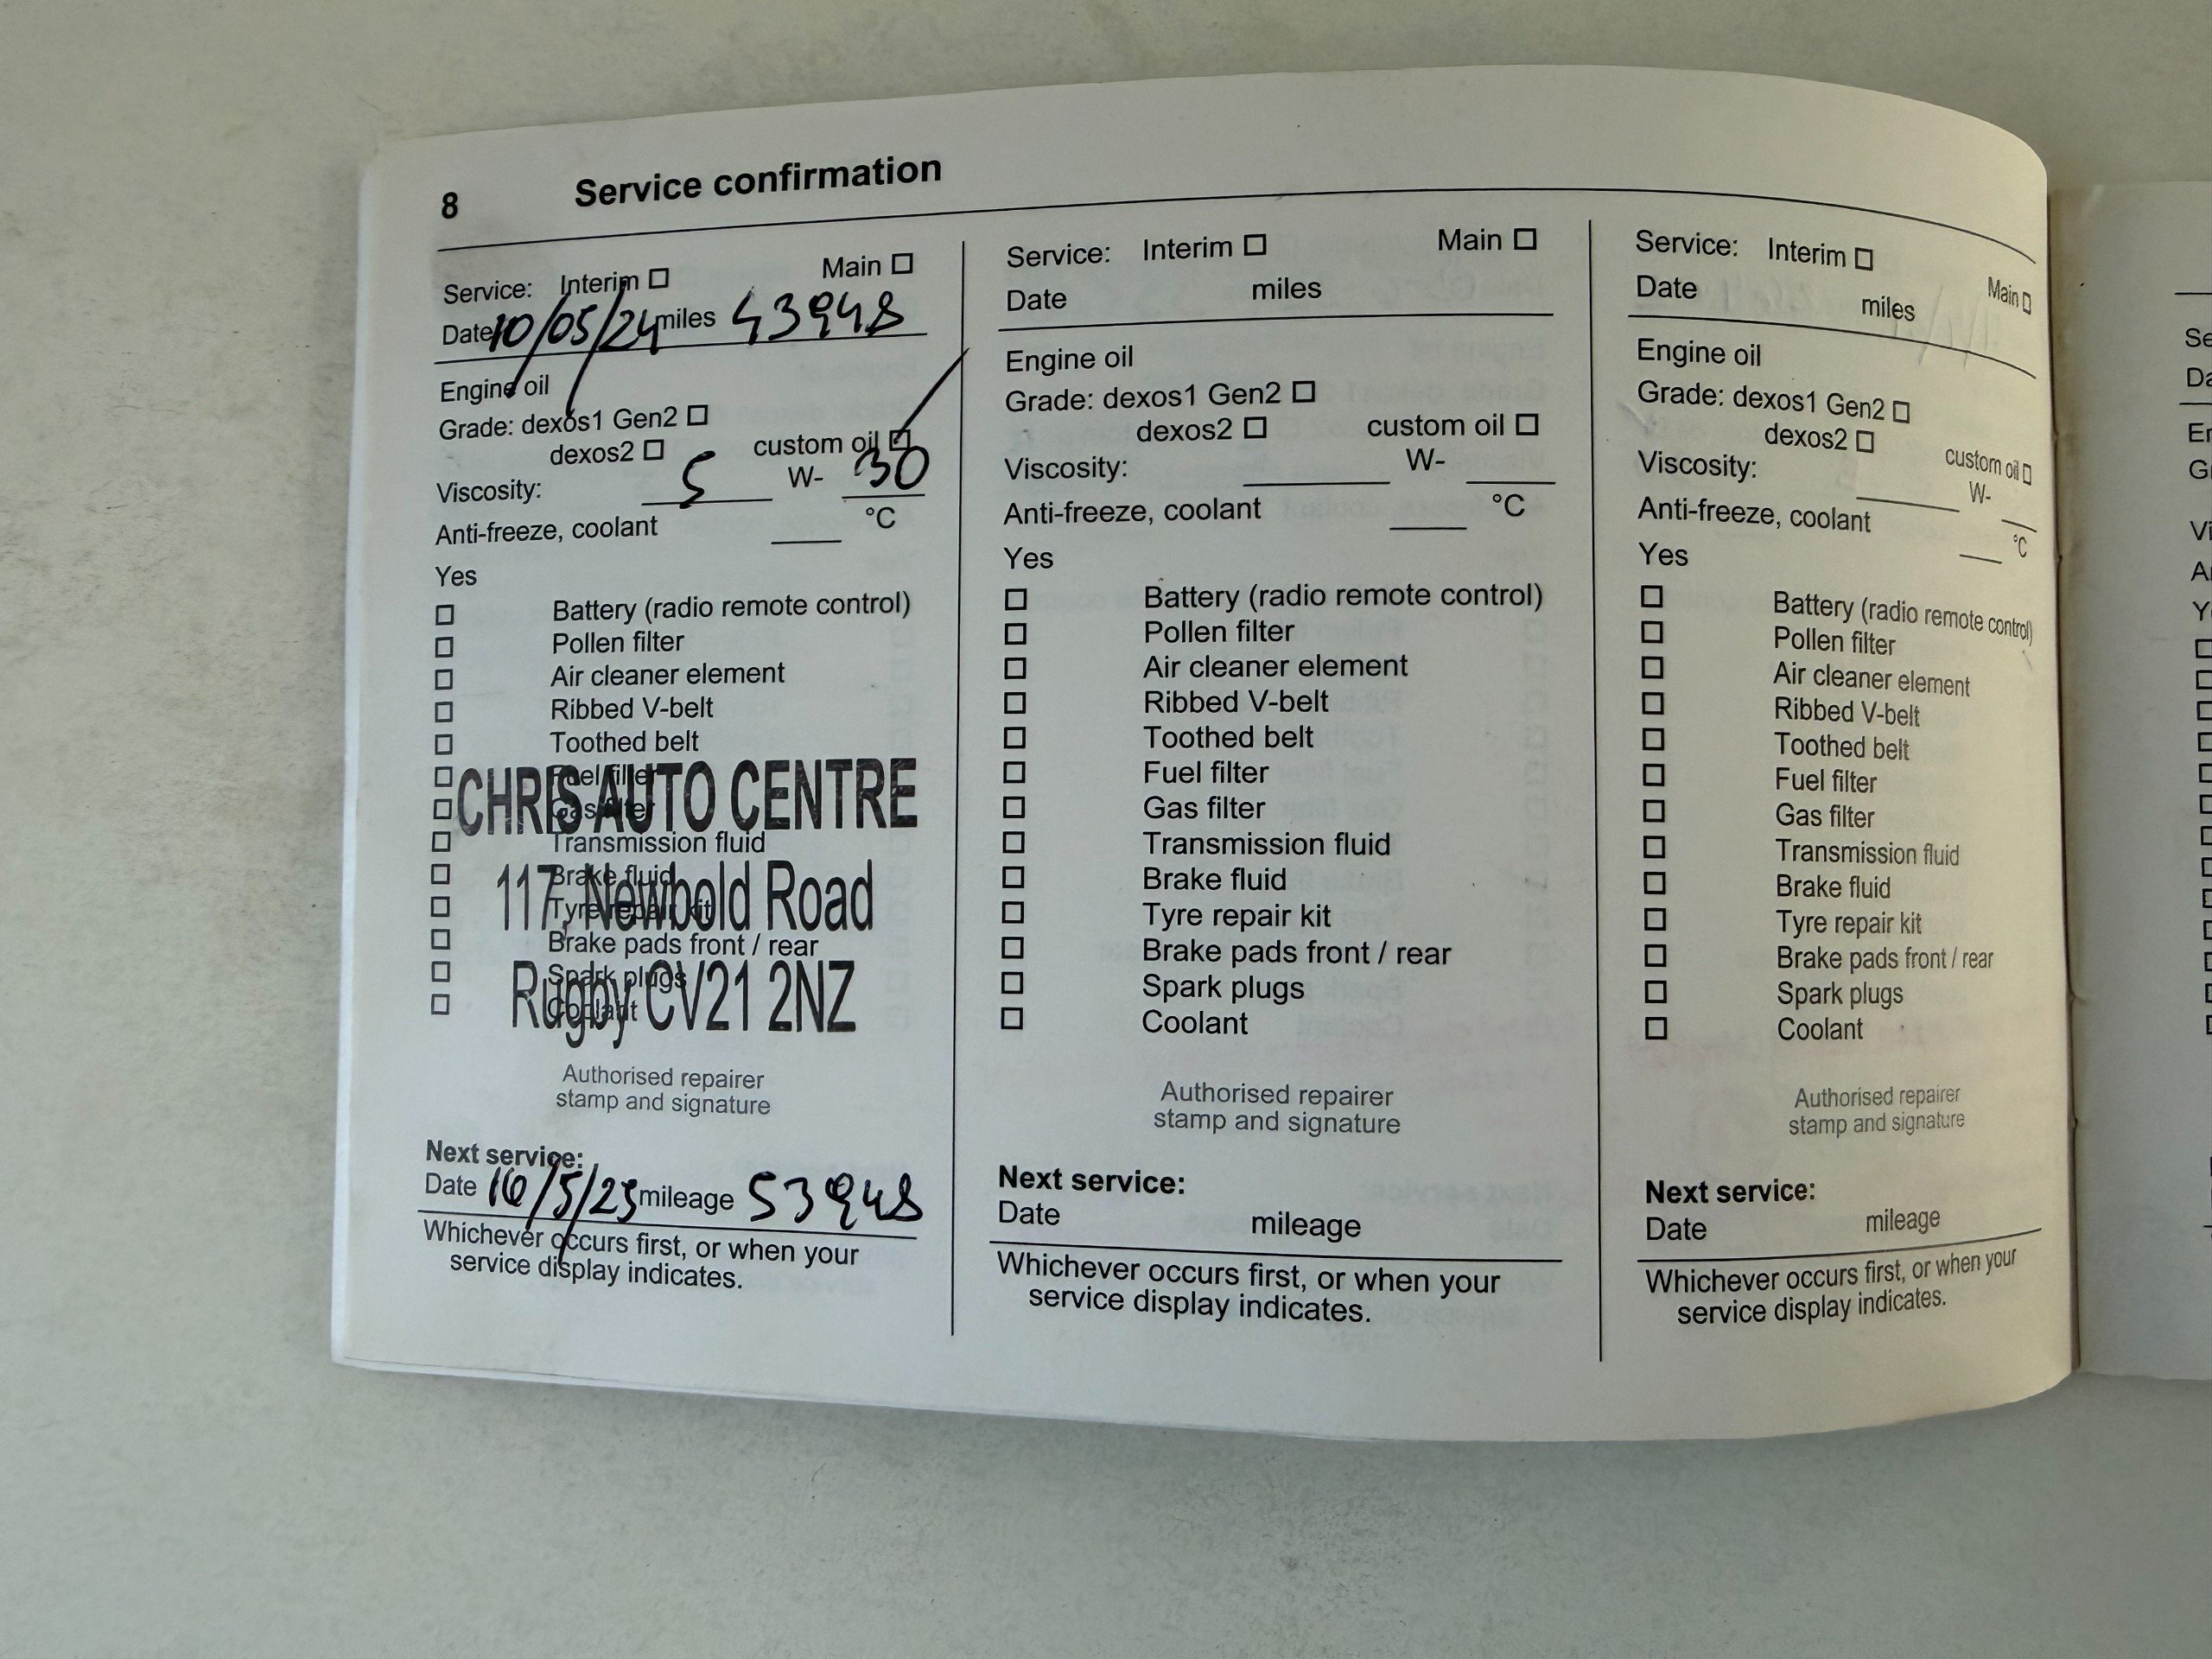 8 Service confirmation
Service: Interim ☐ Main ☐
Date 10/05/24 miles 43948
Engine oil
Grade: dexos1 Gen2 ☐
dexos2 ☐ custom oil ☑
Viscosity: 5 W- 30
Anti-freeze, coolant ____ °C
Yes
☐ Battery (radio remote control)
☐ Pollen filter
☐ Air cleaner element
☐ Ribbed V-belt
☐ Toothed belt
☐ Fuel filter
CHRIS AUTO CENTRE
☐ Gas filter
☐ Transmission fluid
☐ Brake fluid
117, Newbold Road
☐ Tyre repair kit
☐ Brake pads front / rear
☐ Spark plugs
Rugby CV21 2NZ
☐ Coolant
Authorised repairer
stamp and signature
Next service:
Date /5/25 mileage 53948
Whichever occurs first, or when your
service display indicates.
Service: Interim ☐ Main ☐
Date miles
Engine oil
Grade: dexos1 Gen2 ☐
dexos2 ☐ custom oil ☐
Viscosity: ____ W- ____
Anti-freeze, coolant ____ °C
Yes
☐ Battery (radio remote control)
☐ Pollen filter
☐ Air cleaner element
☐ Ribbed V-belt
☐ Toothed belt
☐ Fuel filter
☐ Gas filter
☐ Transmission fluid
☐ Brake fluid
☐ Tyre repair kit
☐ Brake pads front / rear
☐ Spark plugs
☐ Coolant
Authorised repairer
stamp and signature
Next service:
Date mileage
Whichever occurs first, or when your
service display indicates.
Service: Interim ☐ Main ☐
Date miles
Engine oil
Grade: dexos1 Gen2 ☐
dexos2 ☐ custom oil ☐
Viscosity: ____ W- ____
Anti-freeze, coolant ____ °C
Yes
☐ Battery (radio remote control)
☐ Pollen filter
☐ Air cleaner element
☐ Ribbed V-belt
☐ Toothed belt
☐ Fuel filter
☐ Gas filter
☐ Transmission fluid
☐ Brake fluid
☐ Tyre repair kit
☐ Brake pads front / rear
☐ Spark plugs
☐ Coolant
Authorised repairer
stamp and signature
Next service:
Date mileage
Whichever occurs first, or when your
service display indicates.